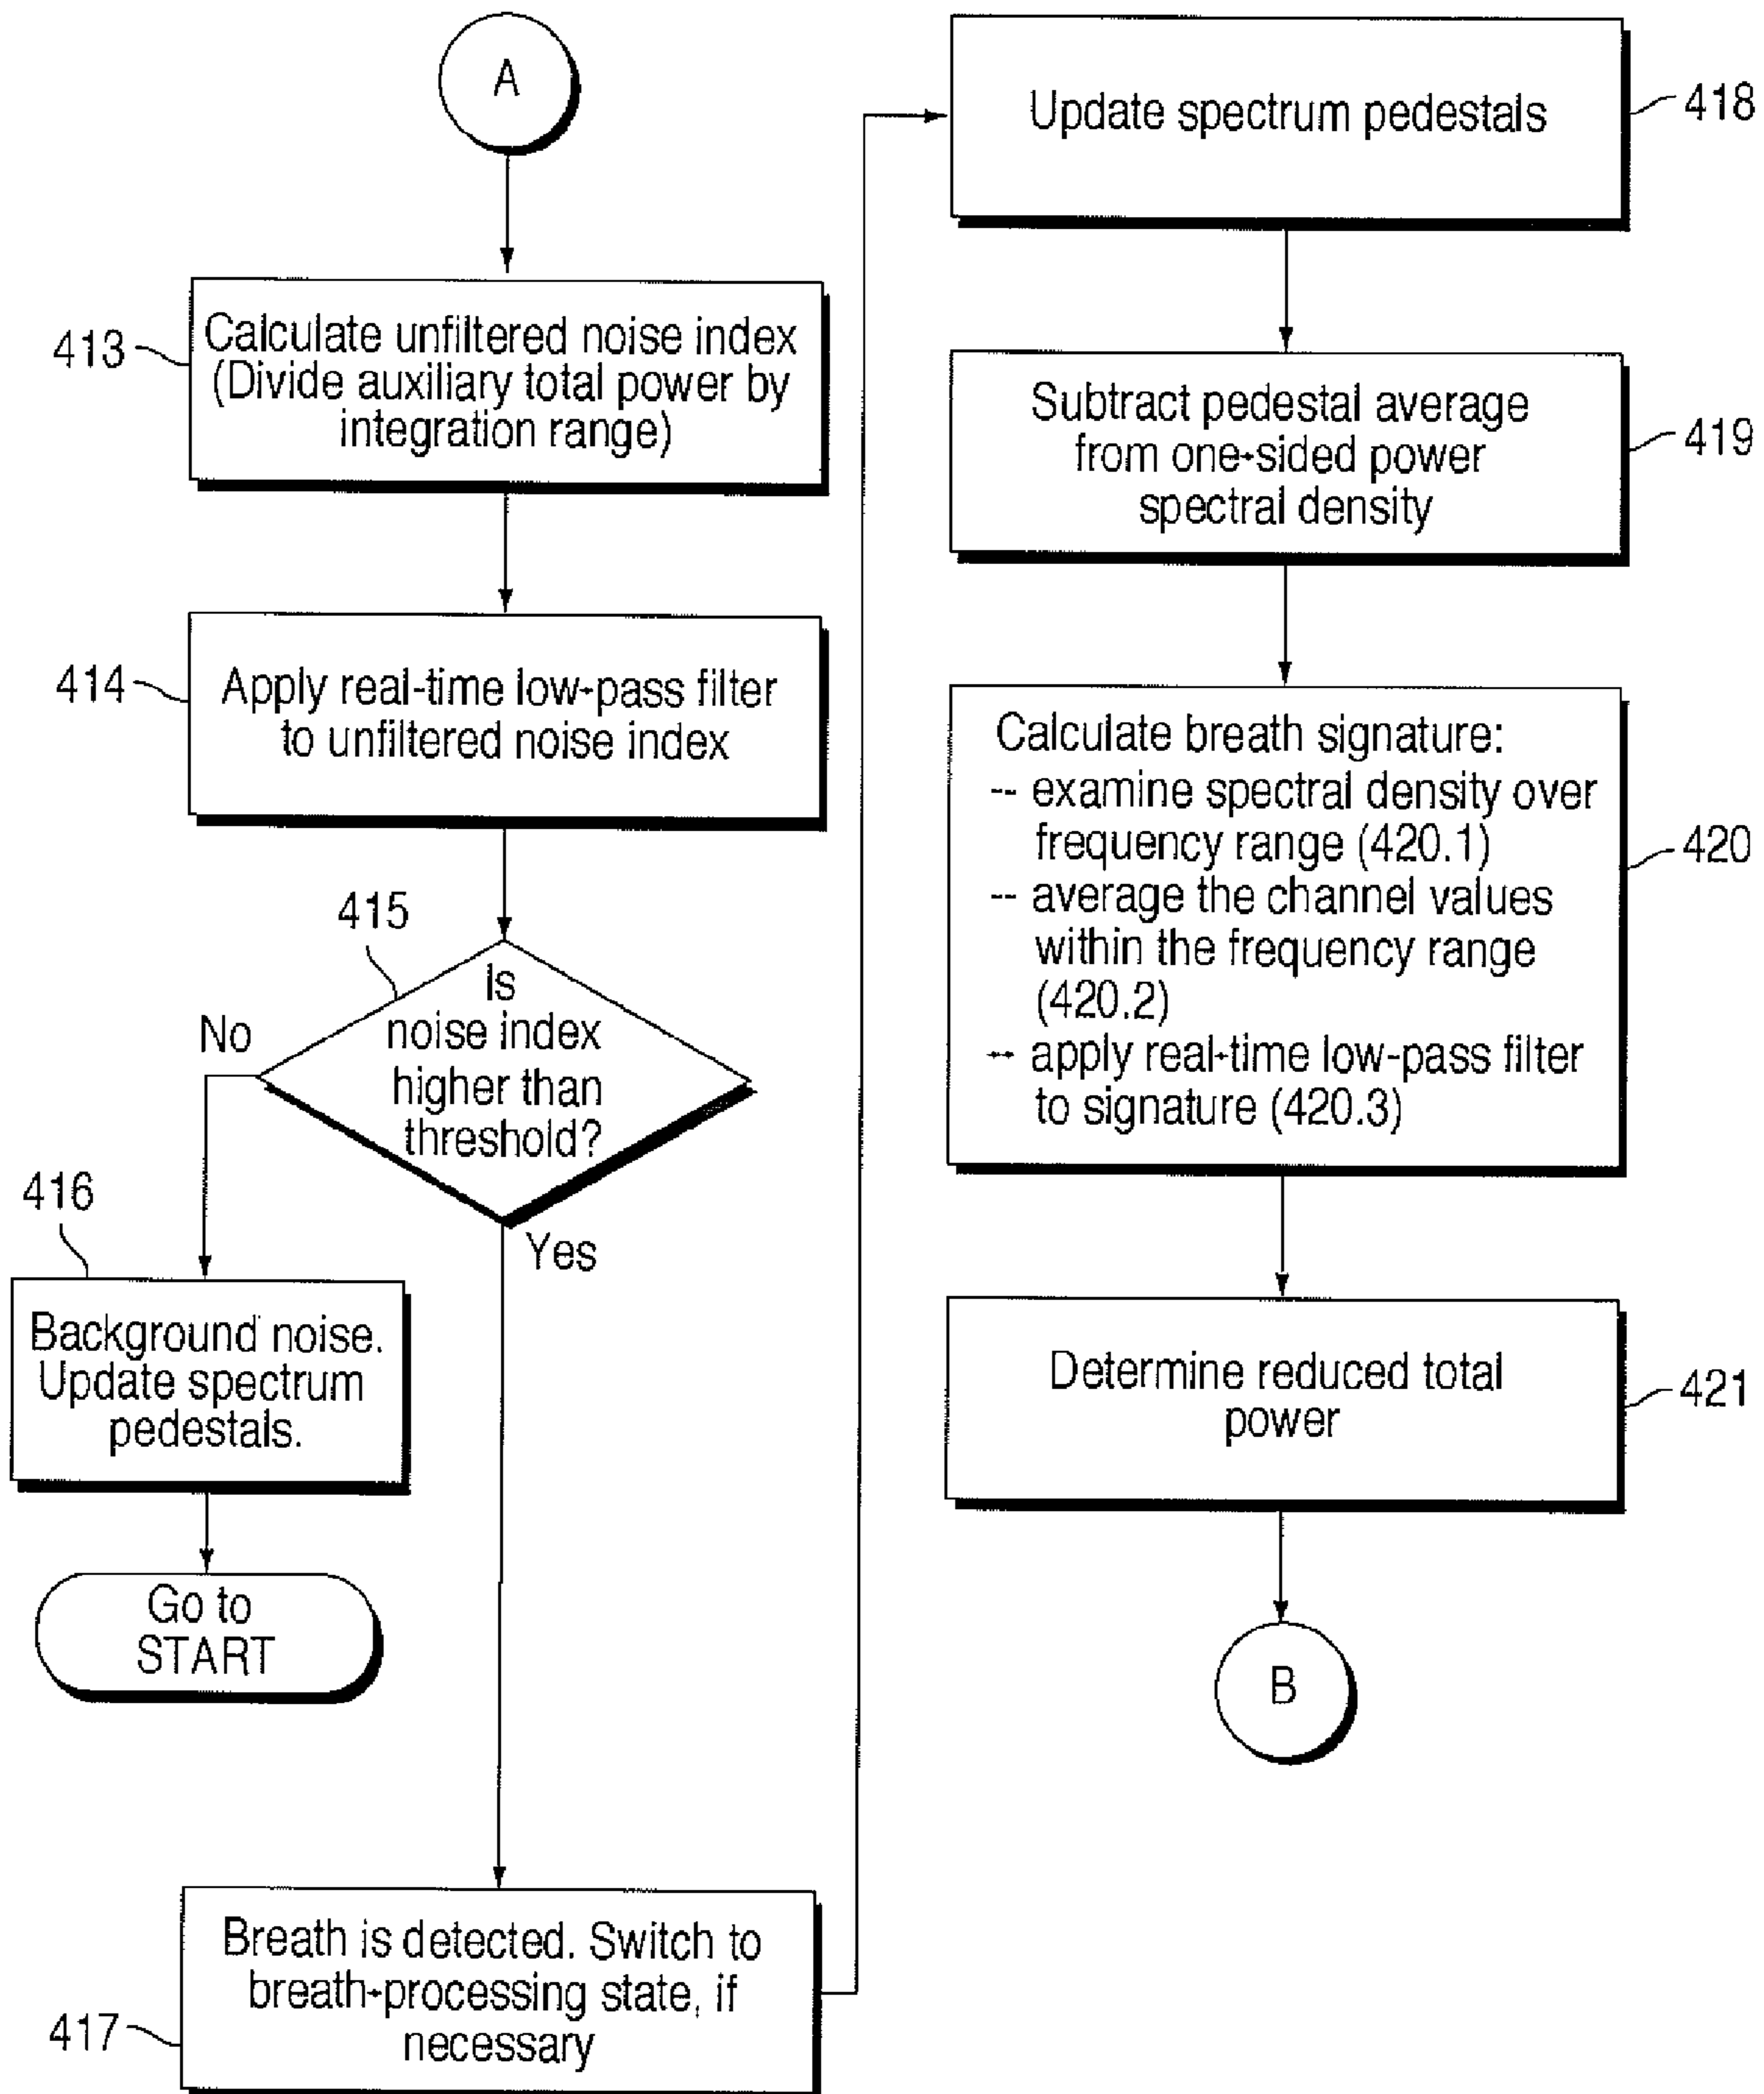 A
413
Calculate unfiltered noise index
(Divide auxiliary total power by
integration range)
414
Apply real-time low-pass filter
to unfiltered noise index
415
Is
noise index
higher than
threshold?
No
Yes
416
Background noise.
Update spectrum
pedestals.
Go to
START
417
Breath is detected. Switch to
breath-processing state, if
necessary
Update spectrum pedestals
418
Subtract pedestal average
from one-sided power
spectral density
419
Calculate breath signature:
-- examine spectral density over
frequency range (420.1)
-- average the channel values
within the frequency range
(420.2)
-- apply real-time low-pass filter
to signature (420.3)
420
Determine reduced total
power
421
B